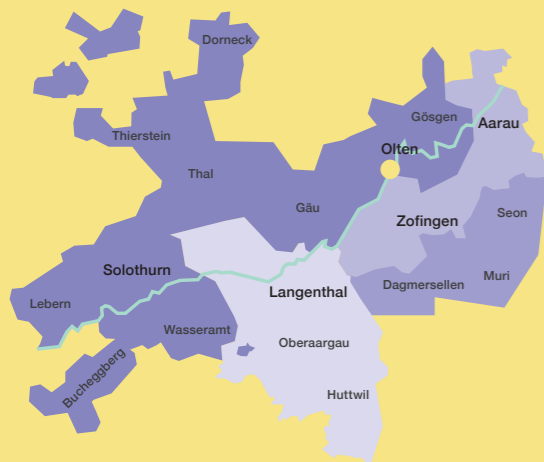 Dorneck
Gösgen
Aarau
Thierstein
Olten
Thal
Gäu
Seon
Zofingen
Solothurn
Muri
Dagmersellen
Langenthal
Lebern
Wasseramt
Oberaargau
Bucheggberg
Huttwil